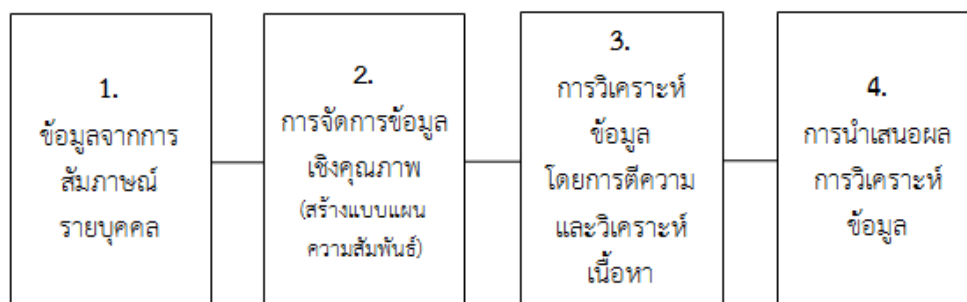 1.
ข้อมูลจากการ
สัมภาษณ์
รายบุคคล
2.
การจัดการข้อมูล
เชิงคุณภาพ
(สร้างแบบแผน
ความสัมพันธ์)
3.
การวิเคราะห์
ข้อมูล
โดยการตีความ
และวิเคราะห์
เนื้อหา
4.
การนำเสนอผล
การวิเคราะห์
ข้อมูล